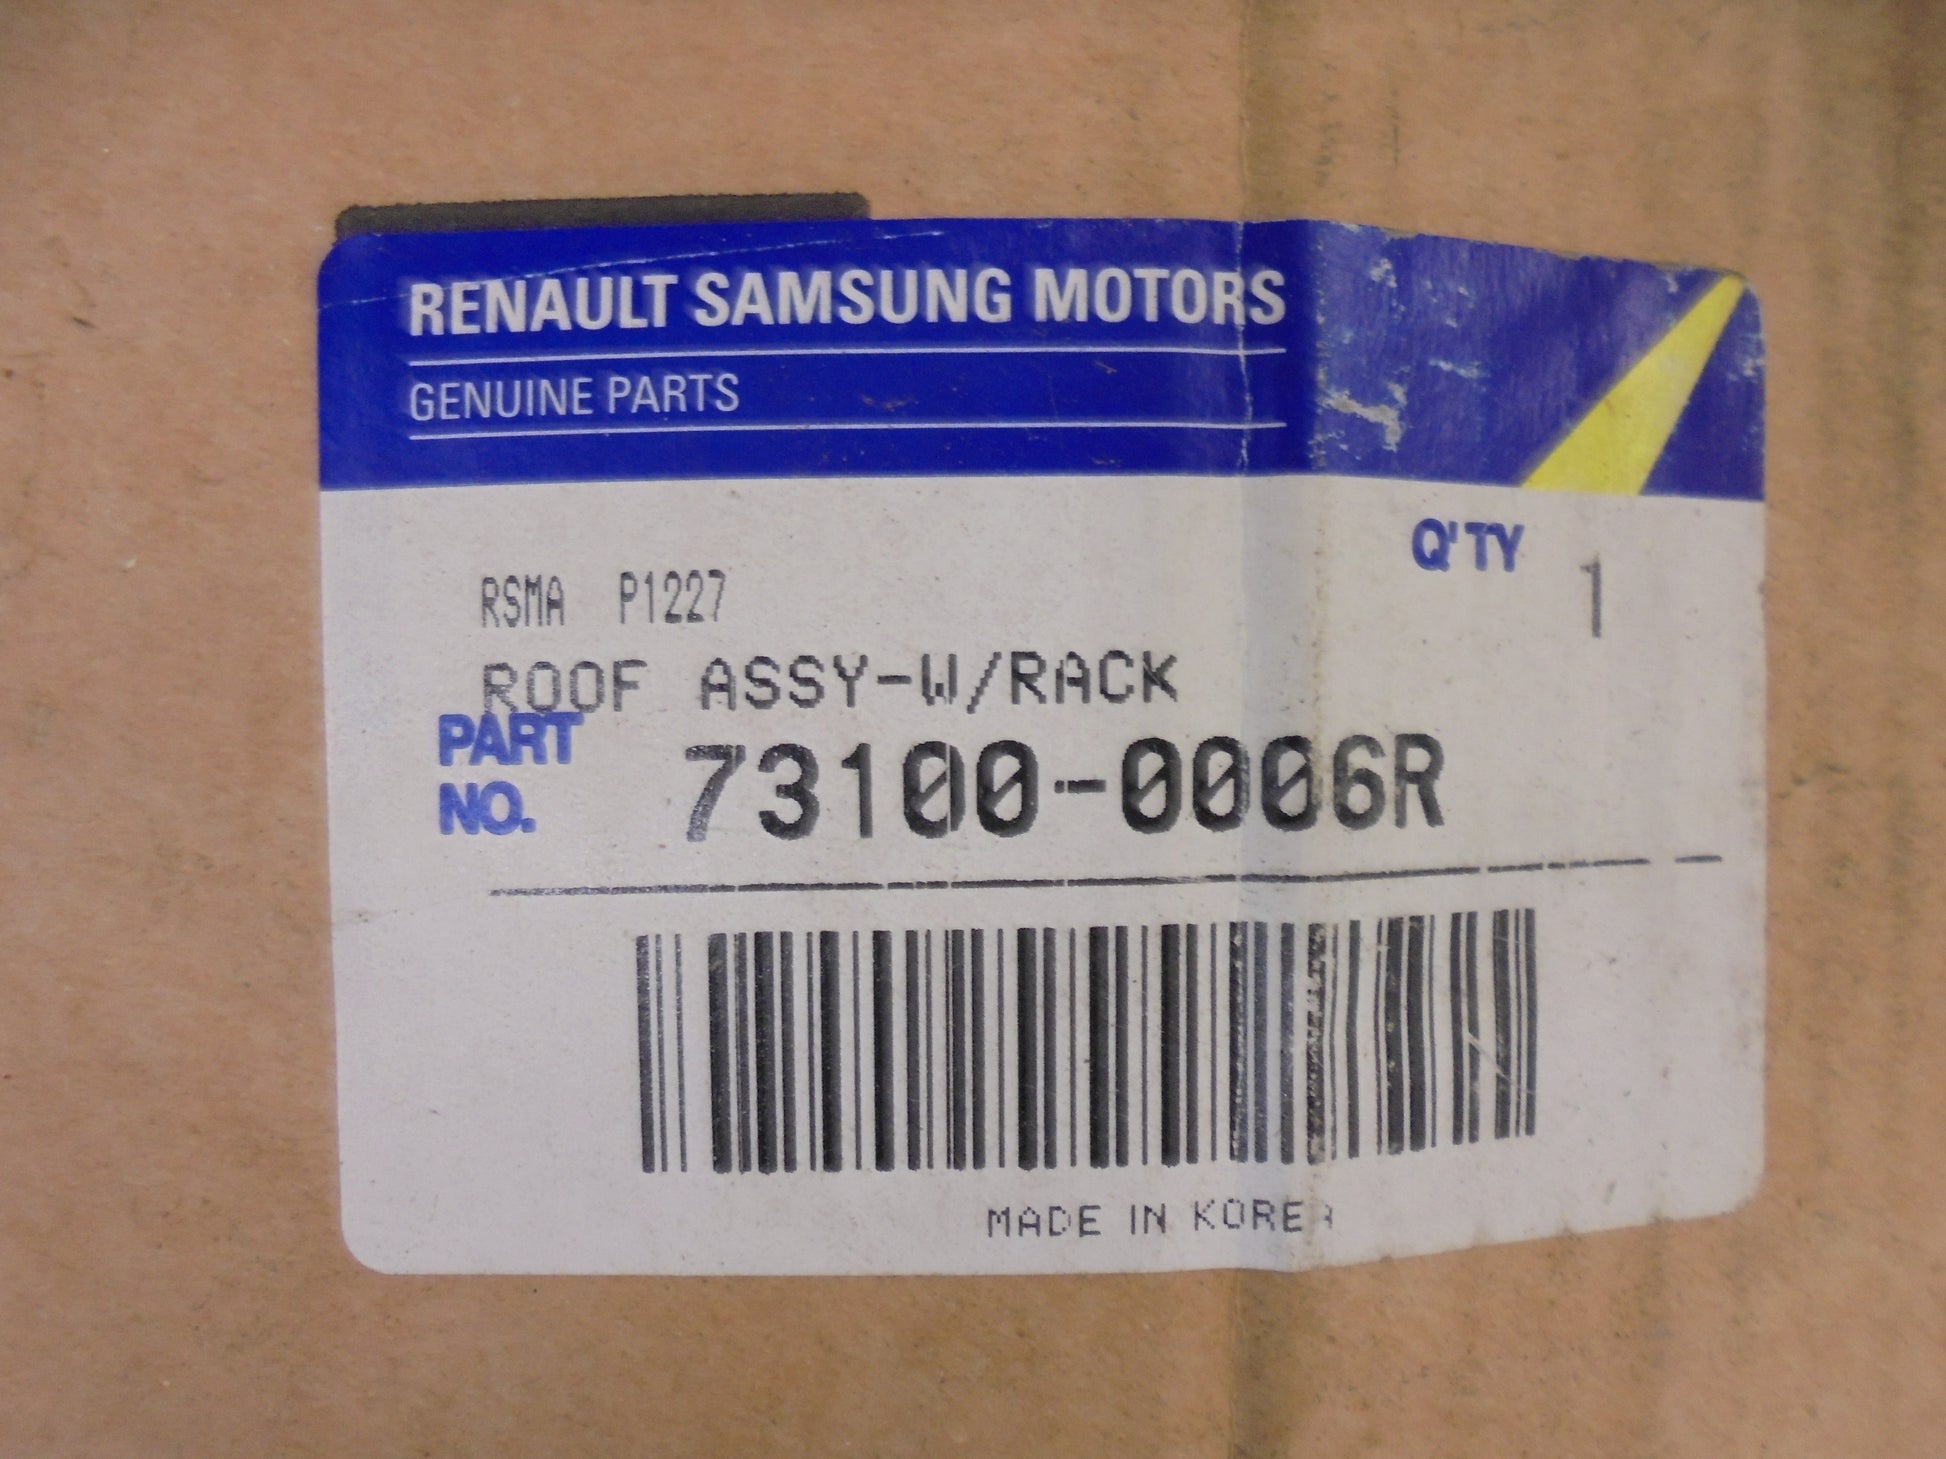 RENAULT SAMSUNG MOTORS
GENUINE PARTS
Q'TY 1
RSMA P1227
ROOF ASSY-W/RACK
PART NO. 73100-0006R
MADE IN KOREA